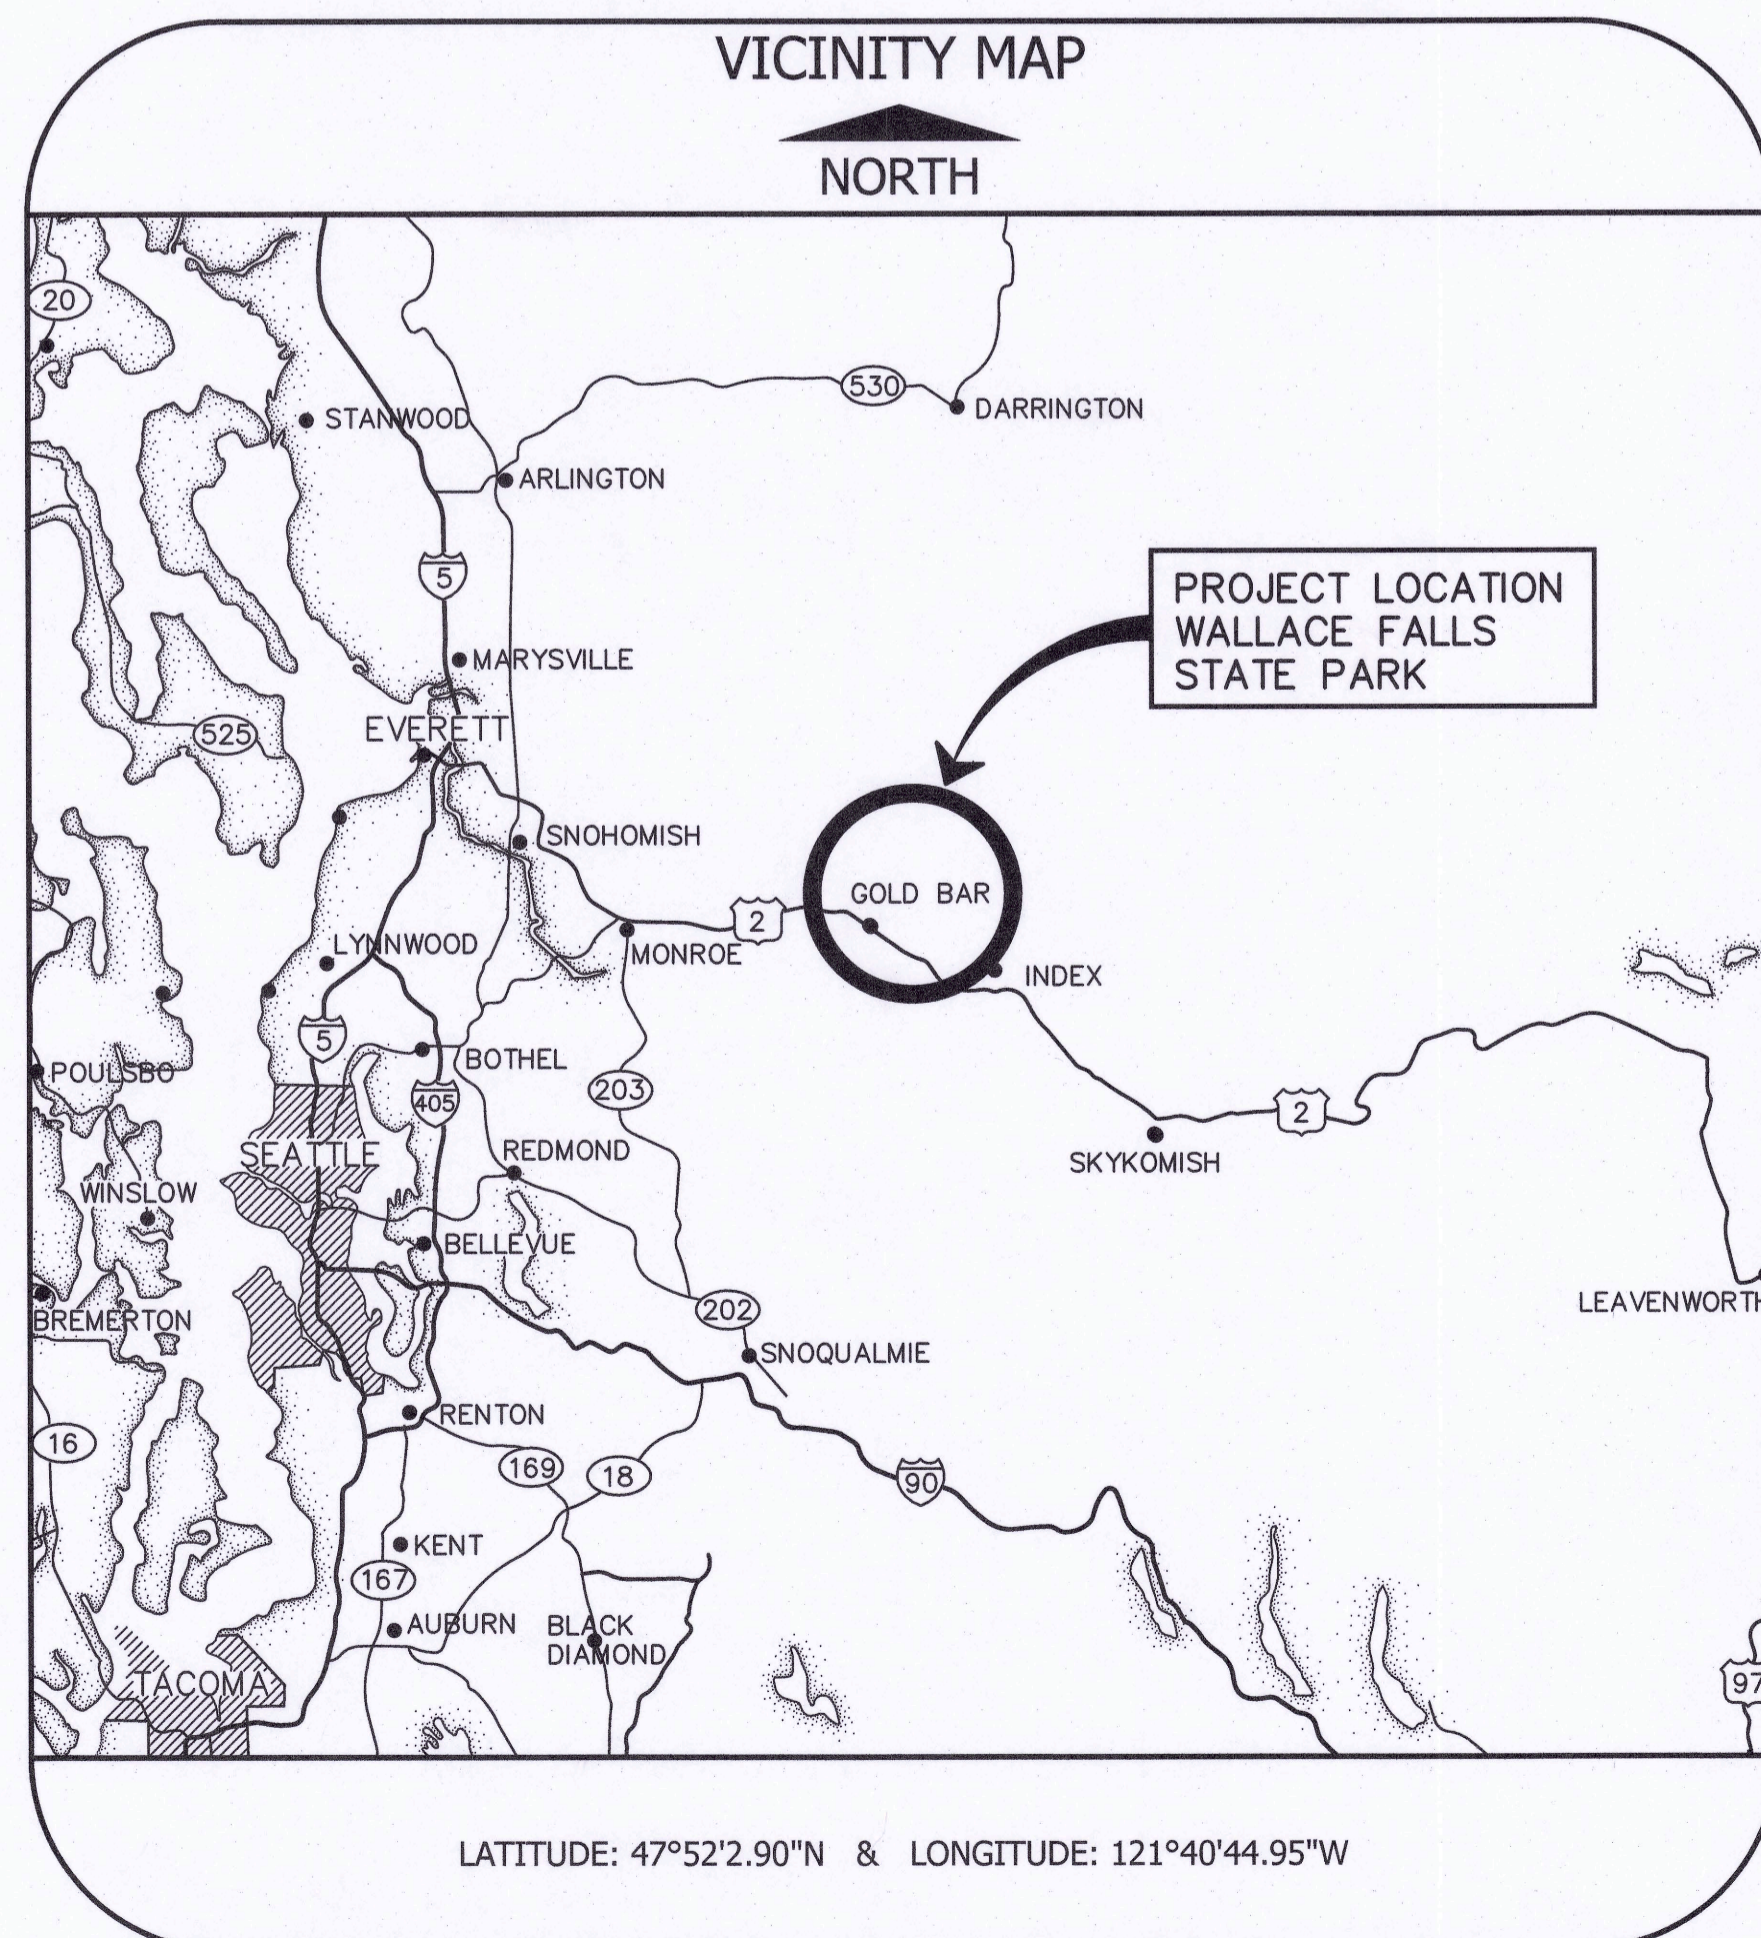 VICINITY MAP
NORTH
20
530
DARRINGTON
STANWOOD
ARLINGTON
5
PROJECT LOCATION
WALLACE FALLS
STATE PARK
MARYSVILLE
EVERETT
525
SNOHOMISH
GOLD BAR
2
LYNNWOOD
MONROE
INDEX
5
BOTHEL
POULSBO
405
203
2
SEATTLE
REDMOND
SKYKOMISH
WINSLOW
BELLEVUE
LEAVENWORTH
202
BREMERTON
SNOQUALMIE
RENTON
16
169
18
90
KENT
167
AUBURN
BLACK
DIAMOND
TACOMA
97
LATITUDE: 47°52'2.90"N & LONGITUDE: 121°40'44.95"W